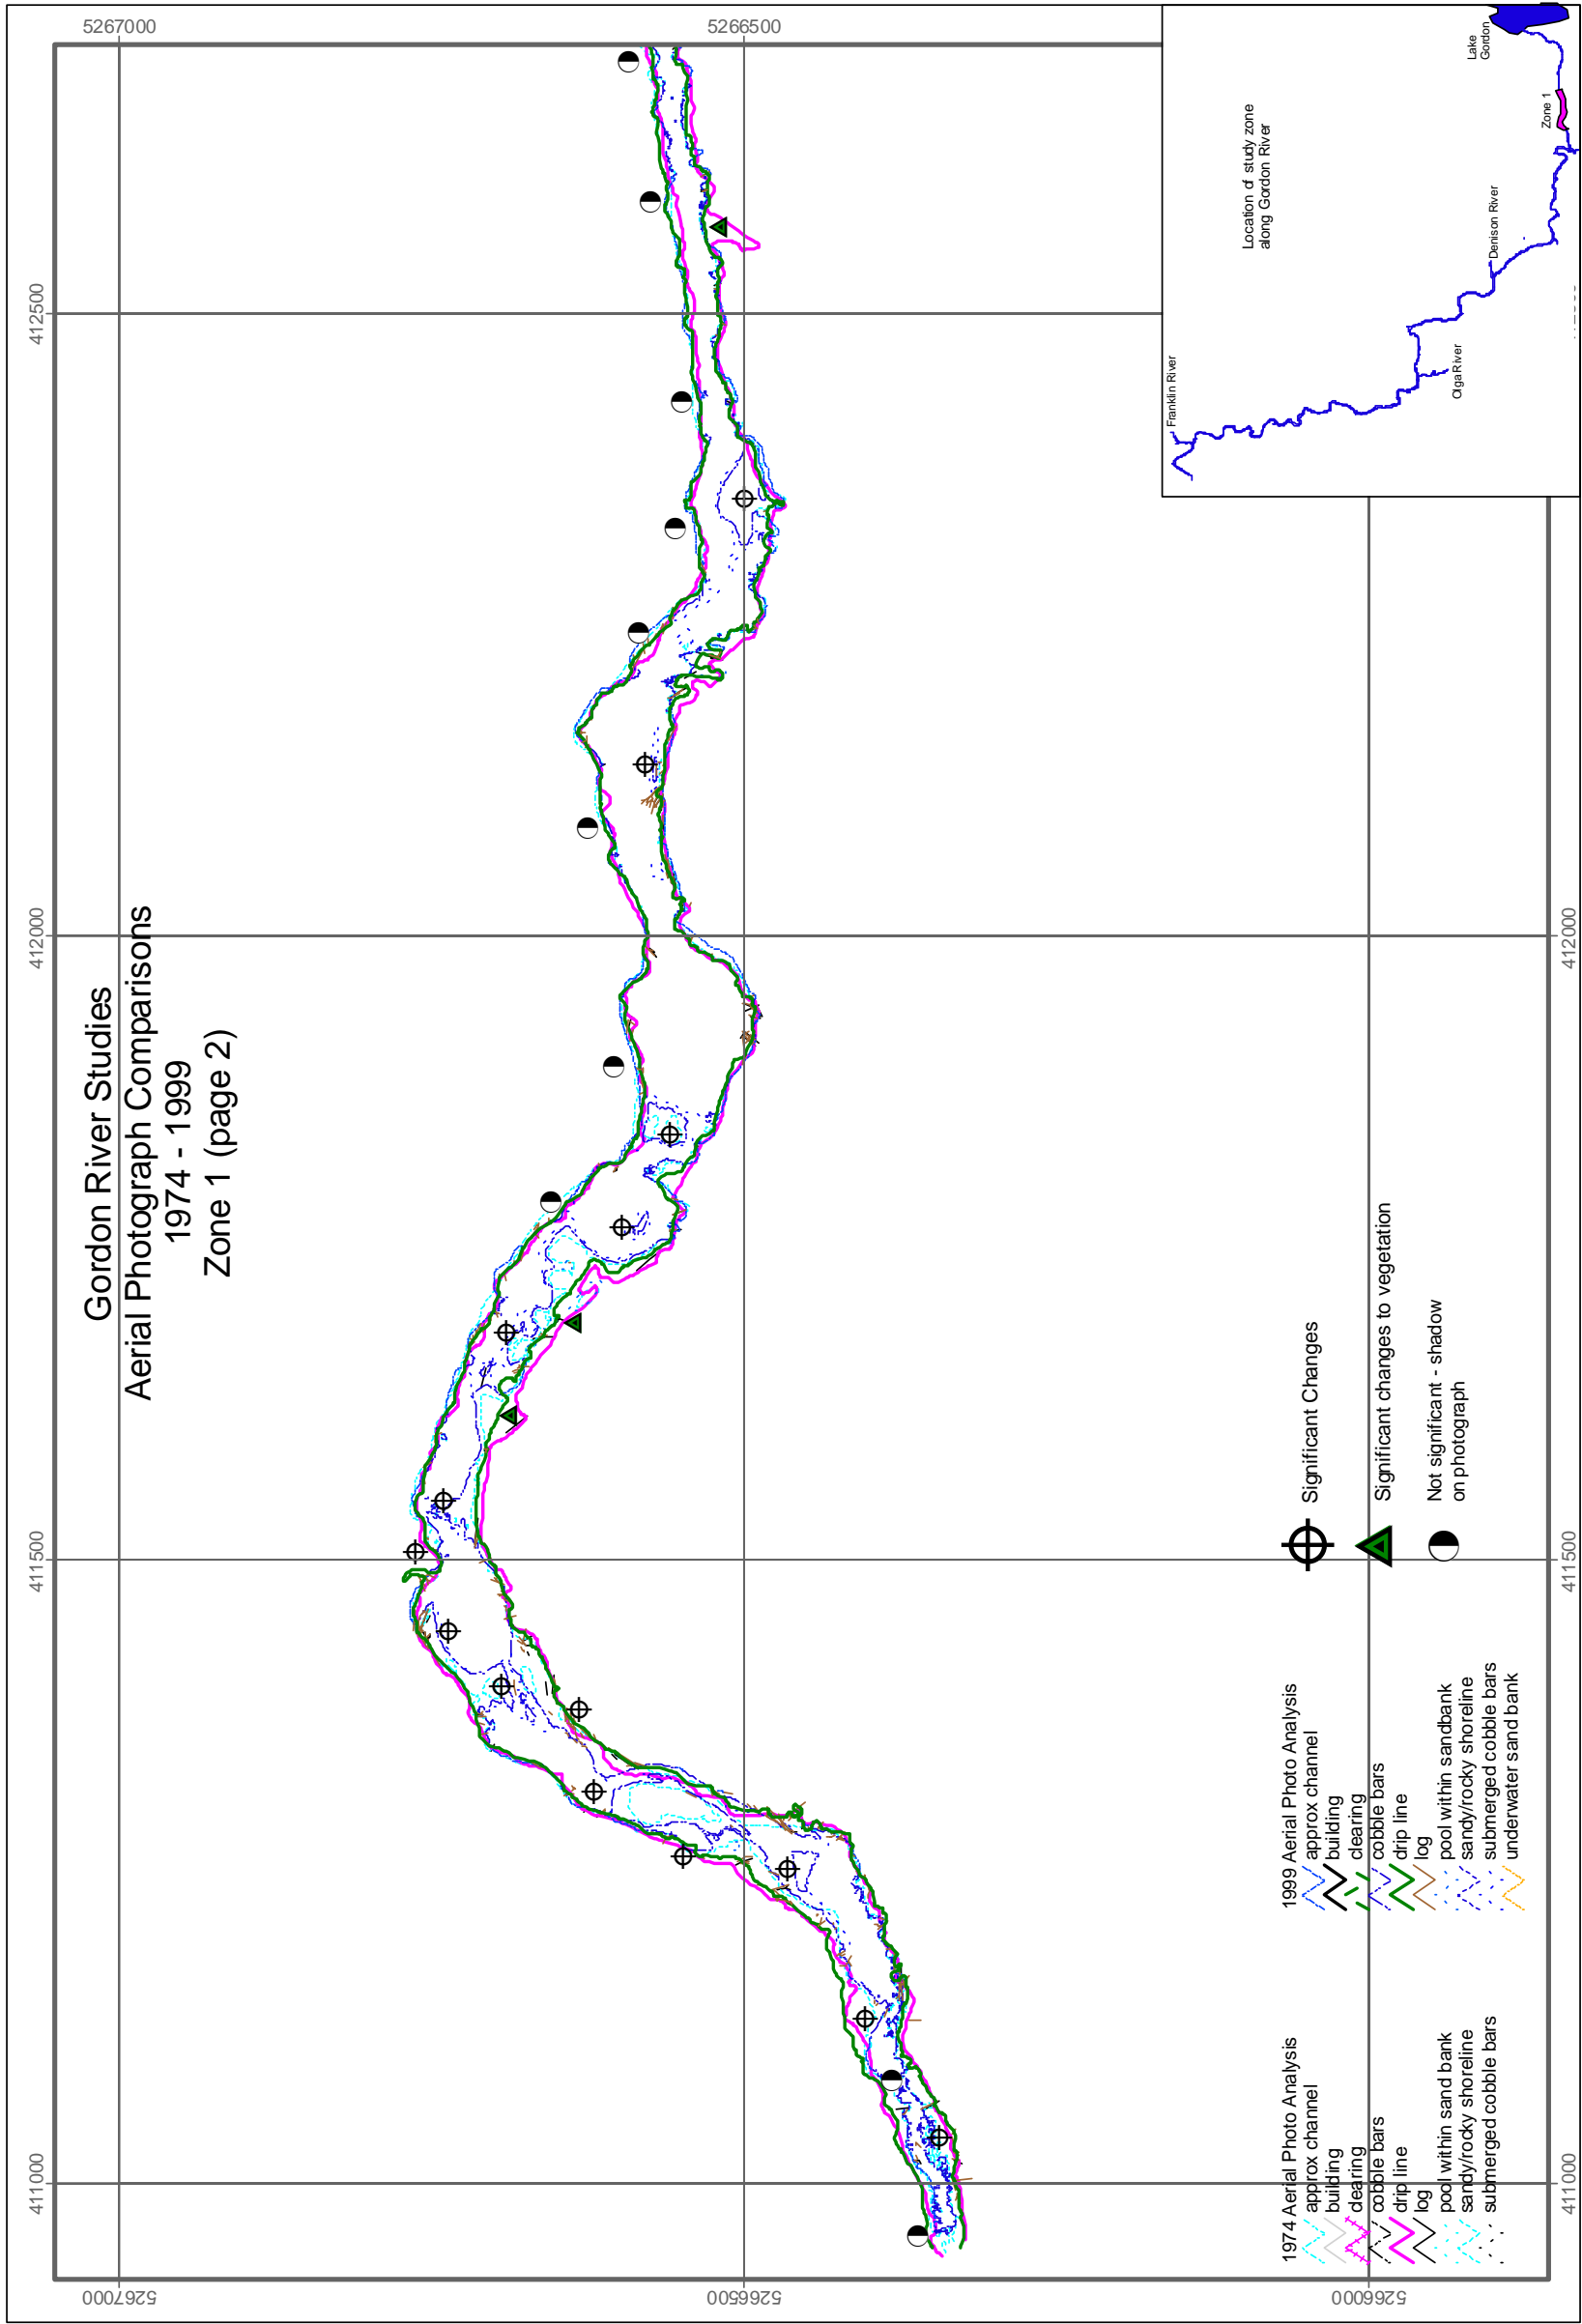 Gordon River Studies
Aerial Photograph Comparisons
1974 - 1999
Zone 1 (page 2)
411000
411500
412000
412500
5267000
5266500
5267000
5266500
5266000
411000
411500
412000
1974 Aerial Photo Analysis
approx channel
building
clearing
cobble bars
drip line
log
pool within sand bank
sandy/rocky shoreline
submerged cobble bars
1999 Aerial Photo Analysis
approx channel
building
clearing
cobble bars
drip line
log
pool within sandbank
sandy/rocky shoreline
submerged cobble bars
underwater sand bank
Significant Changes
Significant changes to vegetation
Not significant - shadow
on photograph
Location of study zone
along Gordon River
Franklin River
Olga River
Denison River
Zone 1
Lake
Gordon